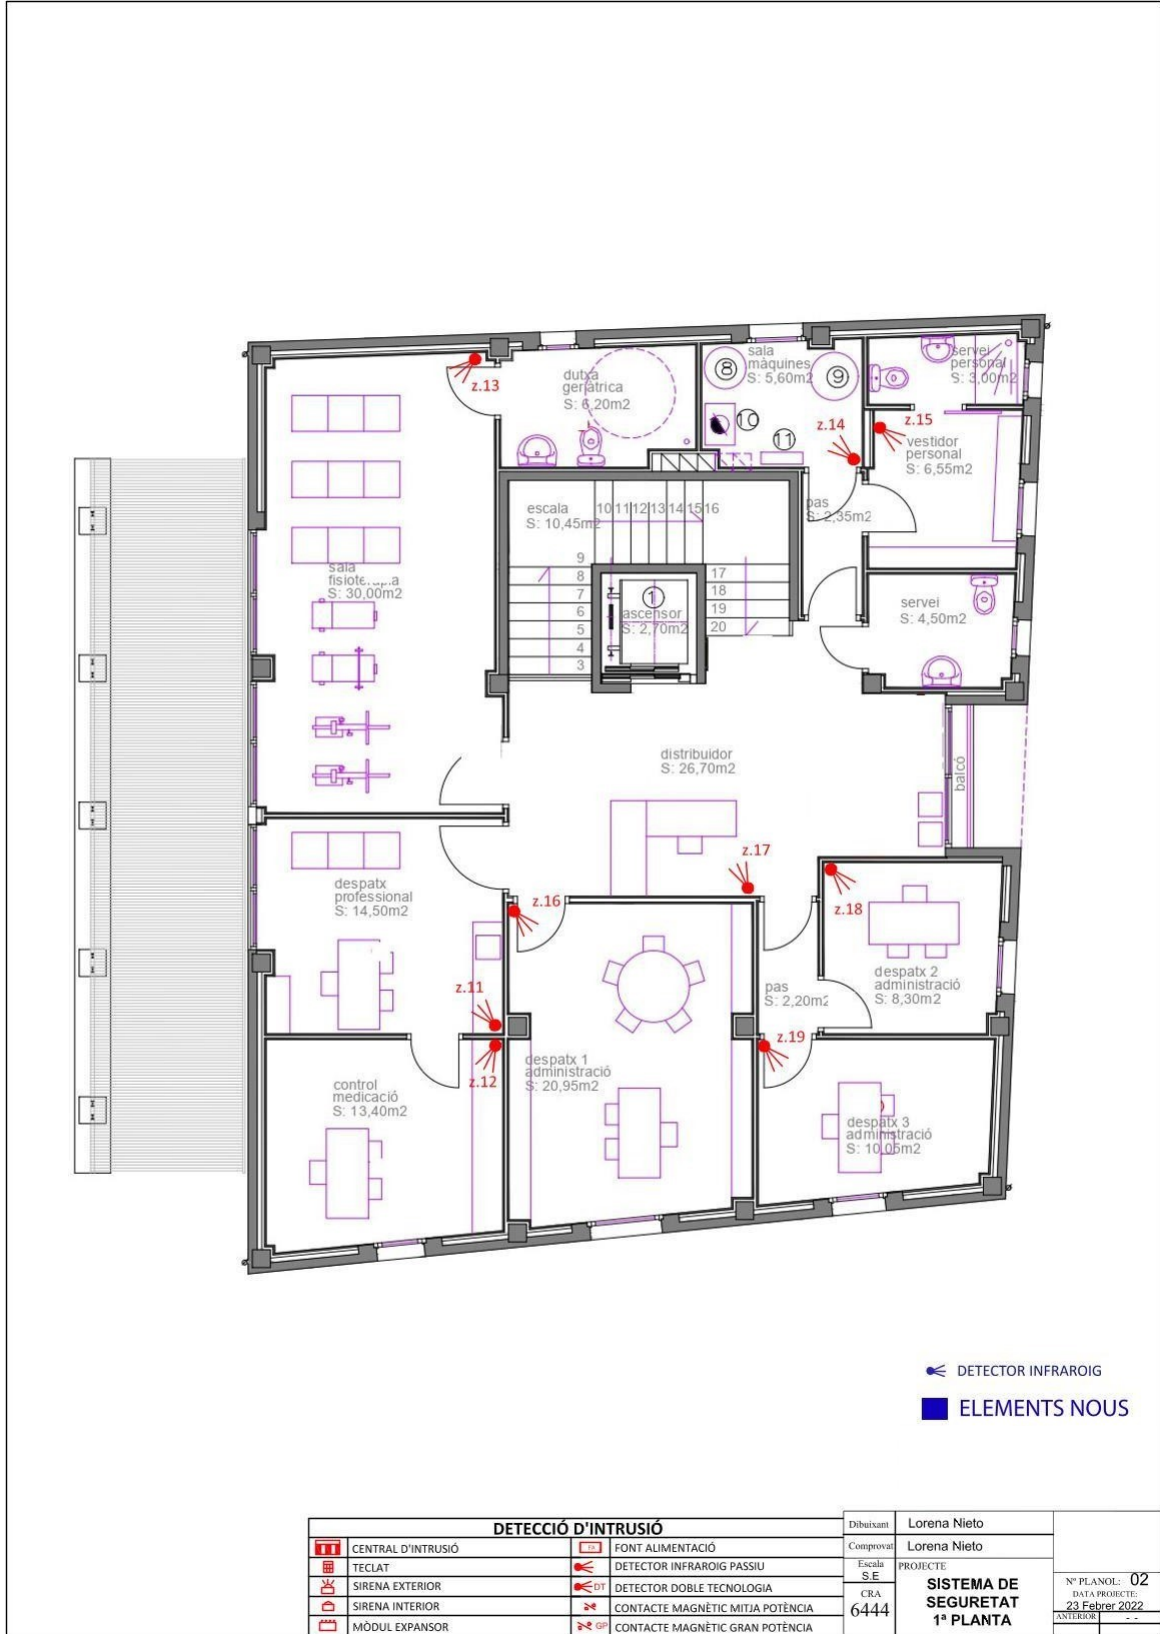 z.13
dutxa
geriàtrica
S: 6,20m2
sala
màquines
S: 5,60m2
8
9
10
11
z.14
servei
personal
S: 3,00m2
z.15
vestidor
personal
S: 6,55m2
pas
S: 2,35m2
escala
S: 10,45m2
10 11 12 13 14 15 16
9
8
7
6
5
4
3
17
18
19
20
1
ascensor
S: 2,70m2
sala
S: 30,00m2
servei
S: 4,50m2
distribuidor
S: 26,70m2
balcó
z.17
z.16
z.18
despatx
professional
S: 14,50m2
z.11
z.12
pas
S: 2,20m2
despatx 2
administració
S: 8,30m2
z.19
despatx 1
administració
S: 20,95m2
control
medicació
S: 13,40m2
despatx 3
administració
S: 10,05m2
DETECTOR INFRAROIG
ELEMENTS NOUS
DETECCIÓ D'INTRUSIÓ
CENTRAL D'INTRUSIÓ
TECLAT
SIRENA EXTERIOR
SIRENA INTERIOR
MÒDUL EXPANSOR
FONT ALIMENTACIÓ
DETECTOR INFRAROIG PASSIU
DT DETECTOR DOBLE TECNOLOGIA
CONTACTE MAGNÈTIC MITJA POTÈNCIA
GP CONTACTE MAGNÈTIC GRAN POTÈNCIA
Dibuixant Lorena Nieto
Comprovat Lorena Nieto
Escala
S.E
CRA
6444
PROJECTE
SISTEMA DE
SEGURETAT
1ª PLANTA
Nº PLANOL: 02
DATA PROJECTE:
23 Febrer 2022
ANTERIOR - -